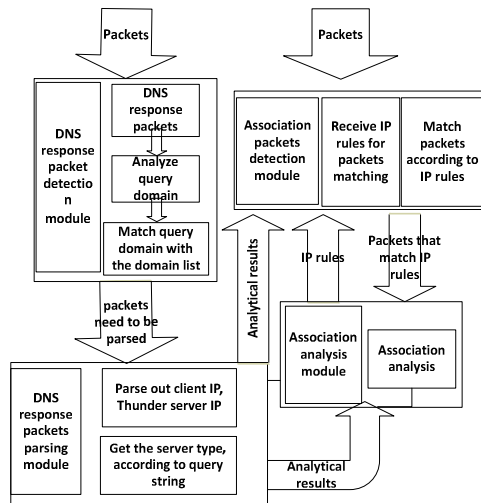 Packets
Packets
DNS
response
packet
detectio
n
module
DNS
response
packets
Analyze
query
domain
Match query
domain with
the domain list
Association
packets
detection
module
Receive IP
rules for
packets
matching
Match
packets
according to
IP rules
packets
need to be
parsed
Analytical results
IP rules
Packets that
match IP
rules
Association
analysis
module
Association
analysis
DNS
response
packets
parsing
module
Parse out client IP,
Thunder server IP
Get the server type,
according to query
string
Analytical
results